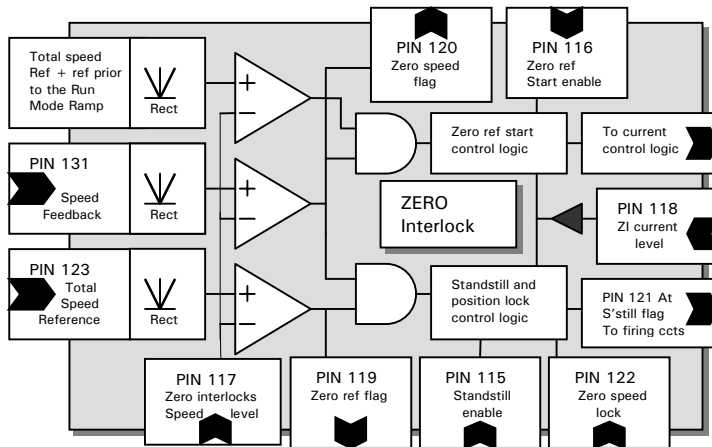 Total speed
Ref + ref prior
to the Run
Mode Ramp
Rect
+
−
PIN 120
Zero speed
flag
PIN 116
Zero ref
Start enable
Zero ref start
control logic
To current
control logic
PIN 131
Speed
Feedback
Rect
+
−
ZERO
Interlock
PIN 118
ZI current
level
PIN 123
Total
Speed
Reference
Rect
+
−
Standstill and
position lock
control logic
PIN 121 At
S'still flag
To firing ccts
PIN 117
Zero interlocks
Speed level
PIN 119
Zero ref flag
PIN 115
Standstill
enable
PIN 122
Zero speed
lock